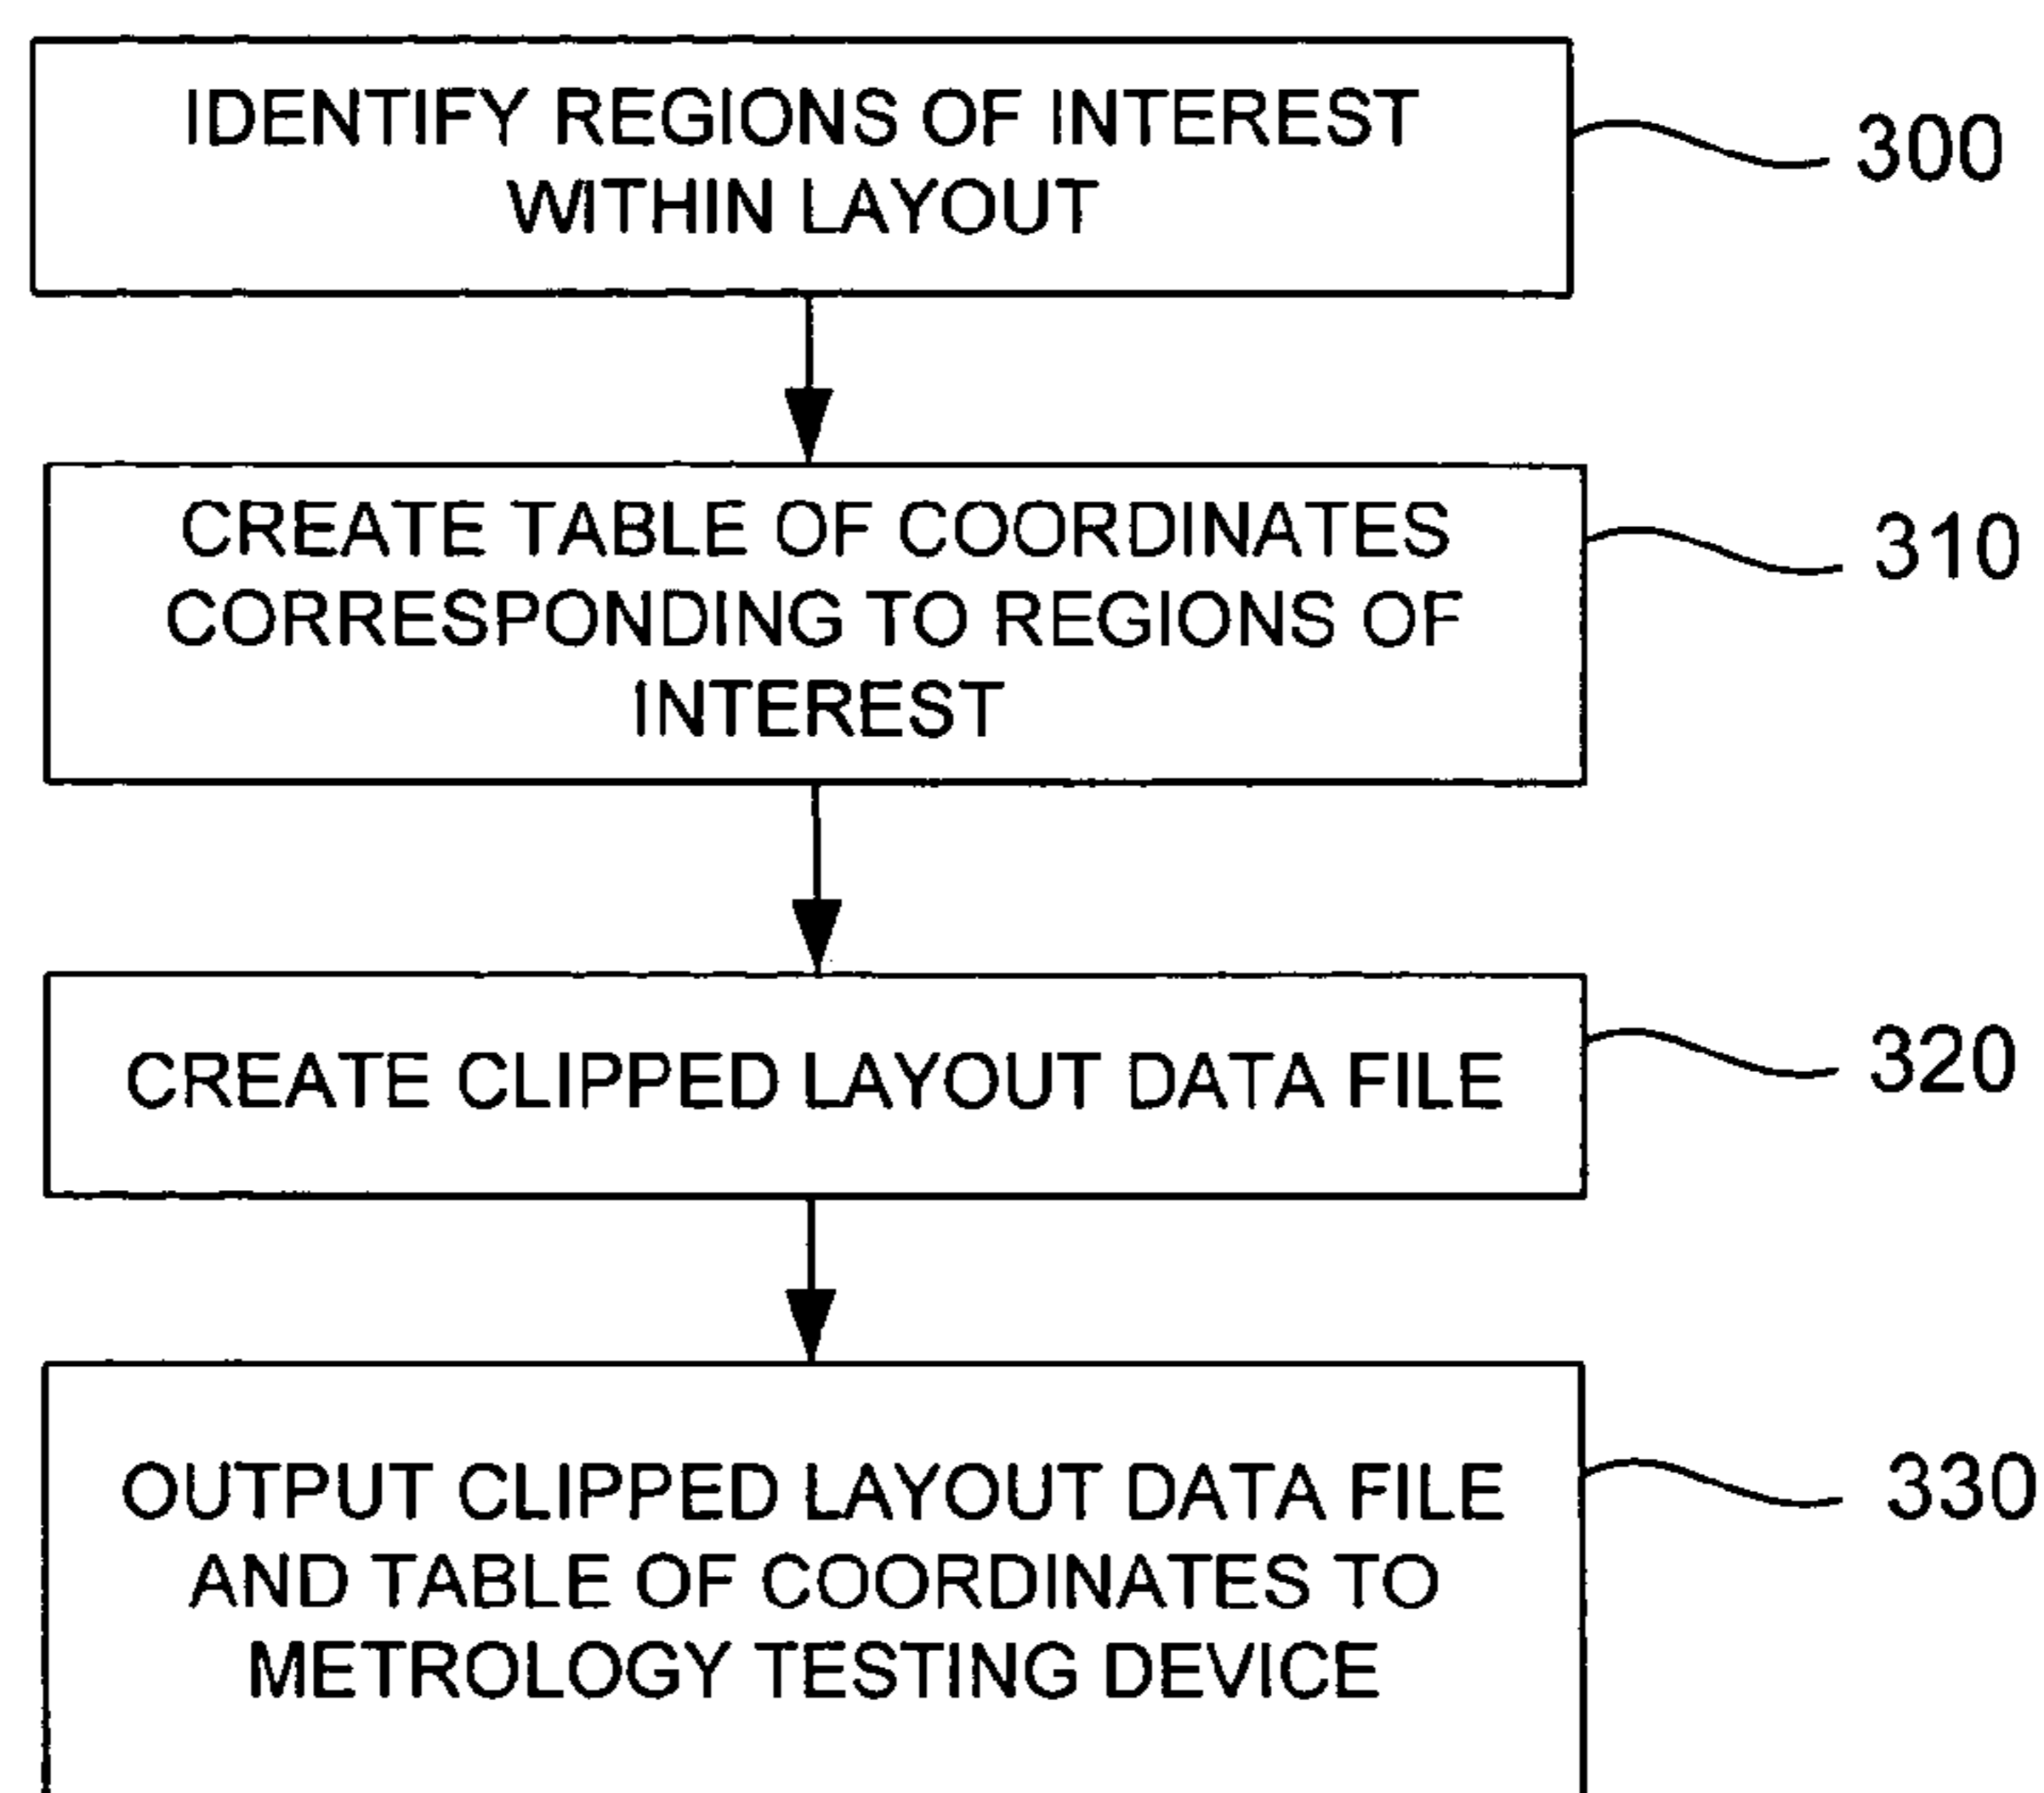 IDENTIFY REGIONS OF INTEREST
WITHIN LAYOUT
300
CREATE TABLE OF COORDINATES
CORRESPONDING TO REGIONS OF
INTEREST
310
CREATE CLIPPED LAYOUT DATA FILE
320
OUTPUT CLIPPED LAYOUT DATA FILE
AND TABLE OF COORDINATES TO
METROLOGY TESTING DEVICE
330